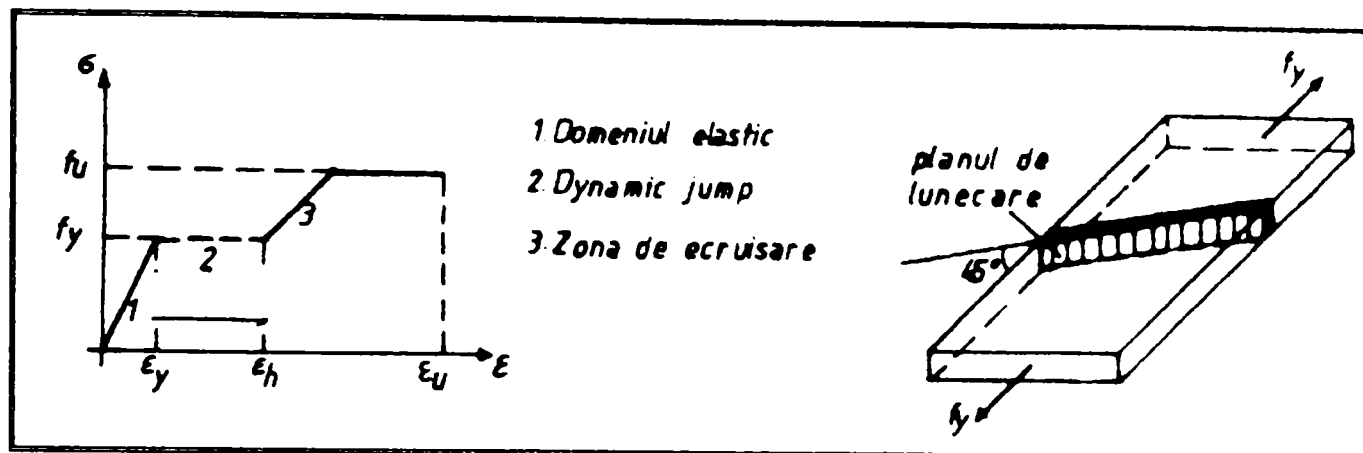 σ
fu
fy
1
2
3
εy
εh
εu
ε
1 Domeniul elastic
2. Dynamic jump
3. Zona de ecruisare
planul de
lunecare
45°
fy
fy